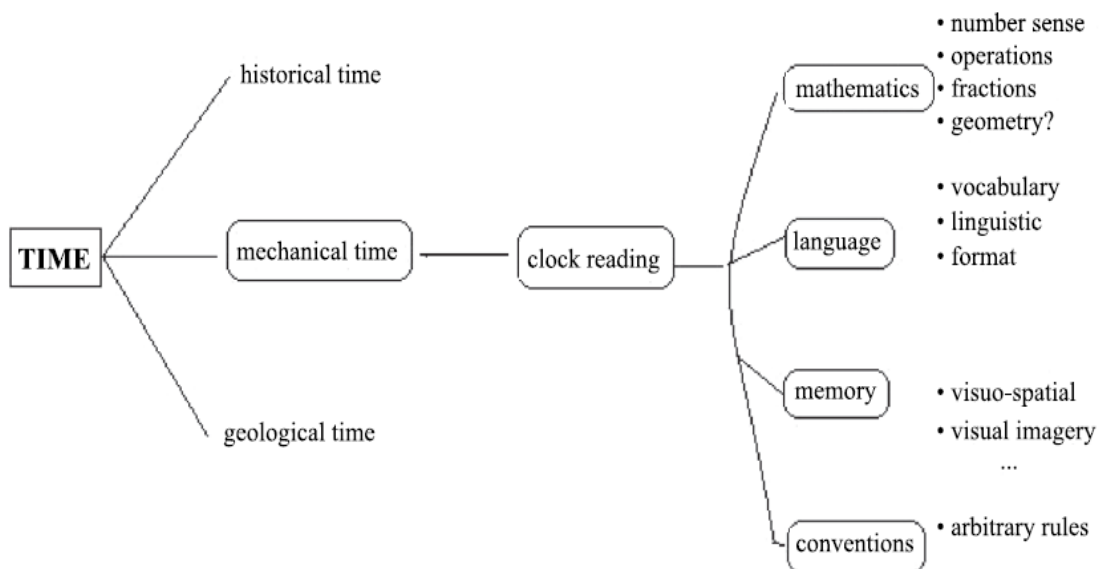 TIME
historical time
mechanical time
geological time
clock reading
mathematics
• number sense
• operations
• fractions
• geometry?
language
• vocabulary
• linguistic
• format
memory
• visuo-spatial
• visual imagery
...
conventions
• arbitrary rules